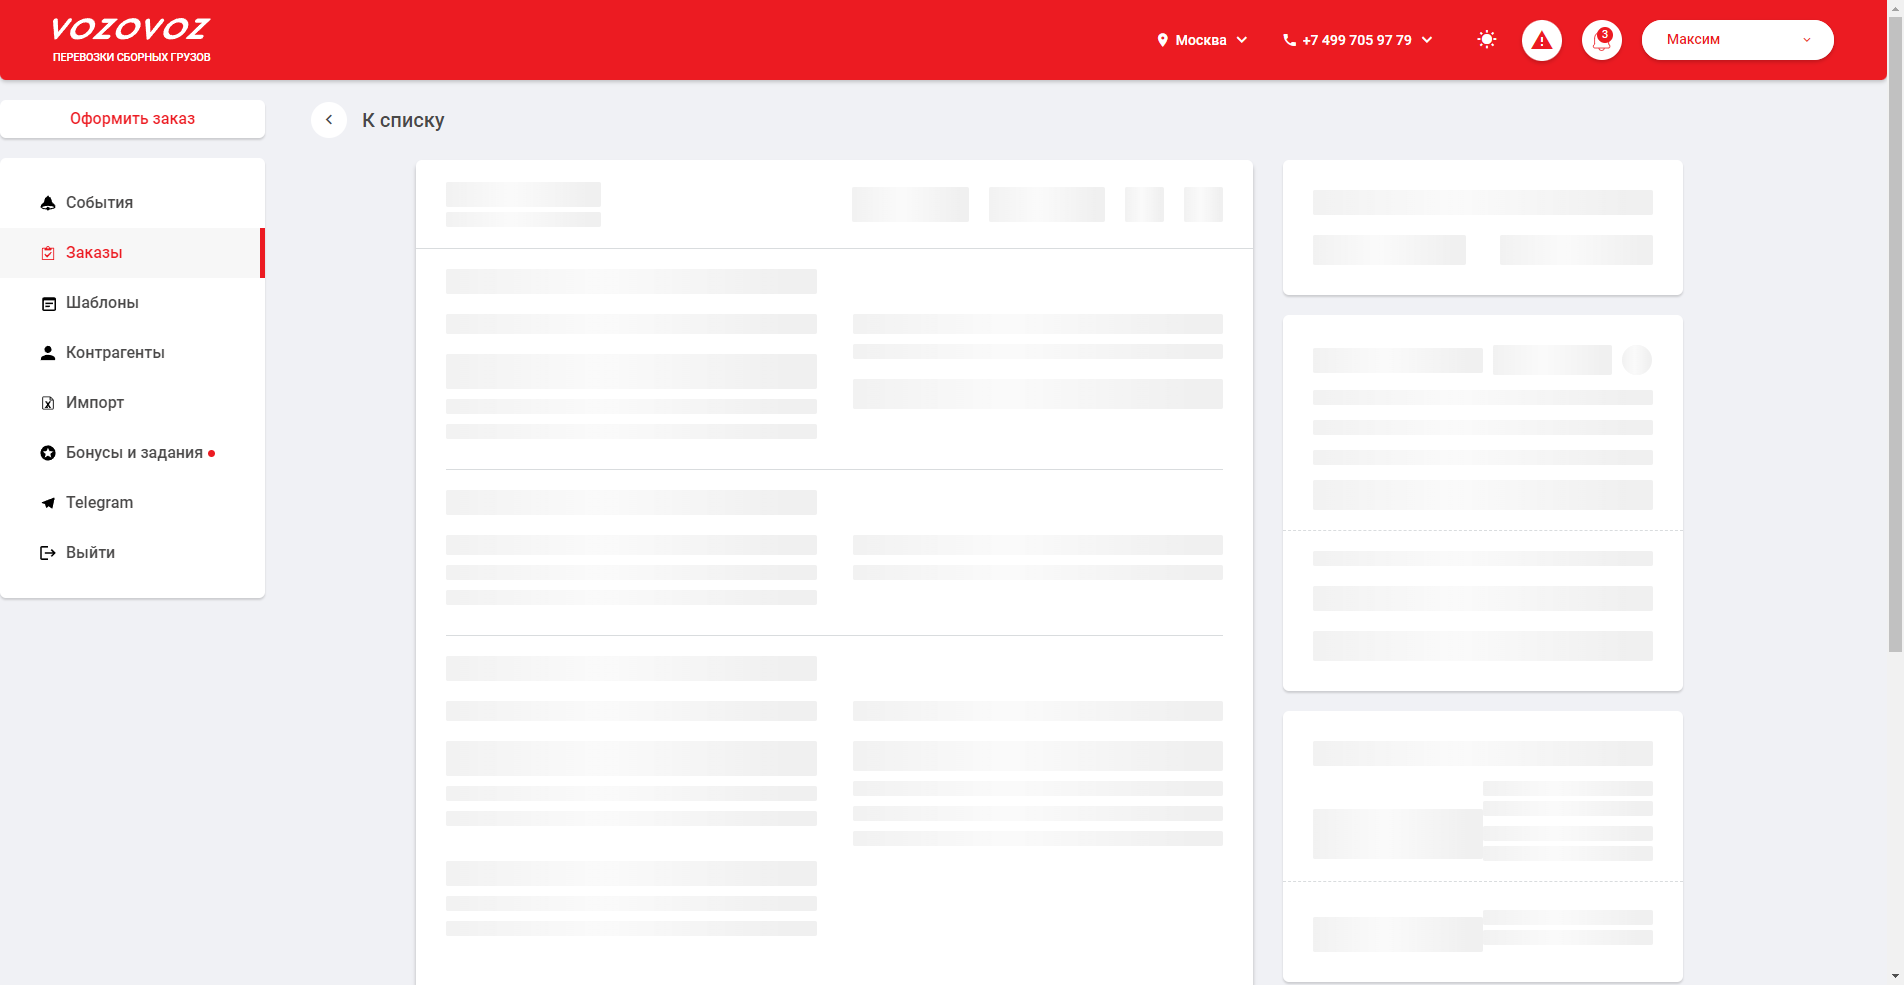 VOZOVOZ
ПЕРЕВОЗКИ СБОРНЫХ ГРУЗОВ
Москва
+7 499 705 97 79
3
Максим
Оформить заказ
К списку
События
Заказы
Шаблоны
Контрагенты
Импорт
Бонусы и задания
Telegram
Выйти